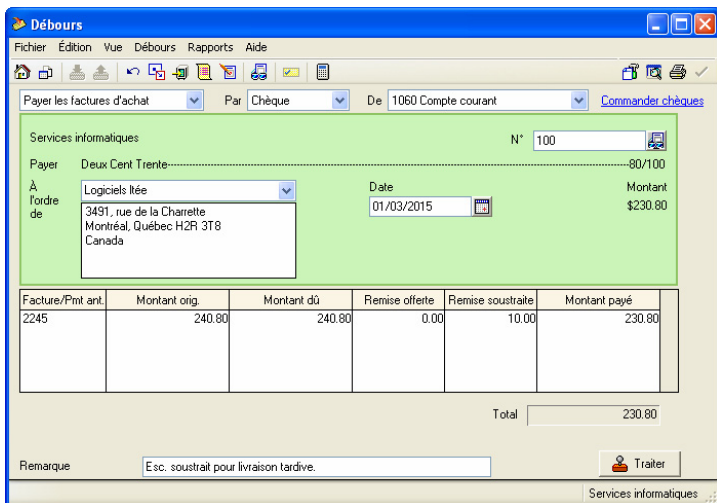 Débours
Fichier Édition Vue Débours Rapports Aide
Payer les factures d'achat Par Chèque De 1060 Compte courant Commander chèques
Services informatiques N° 100
Payer Deux Cent Trente--------------------------------------------------------------------80/100
À l'ordre de Logiciels ltée Date Montant
01/03/2015 $230.80
3491, rue de la Charrette
Montréal, Québec H2R 3T8
Canada
Facture/Pmt ant. Montant orig. Montant dû Remise offerte Remise soustraite Montant payé
2245 240.80 240.80 0.00 10.00 230.80
Total 230.80
Remarque Esc. soustrait pour livraison tardive. Traiter
Services informatiques